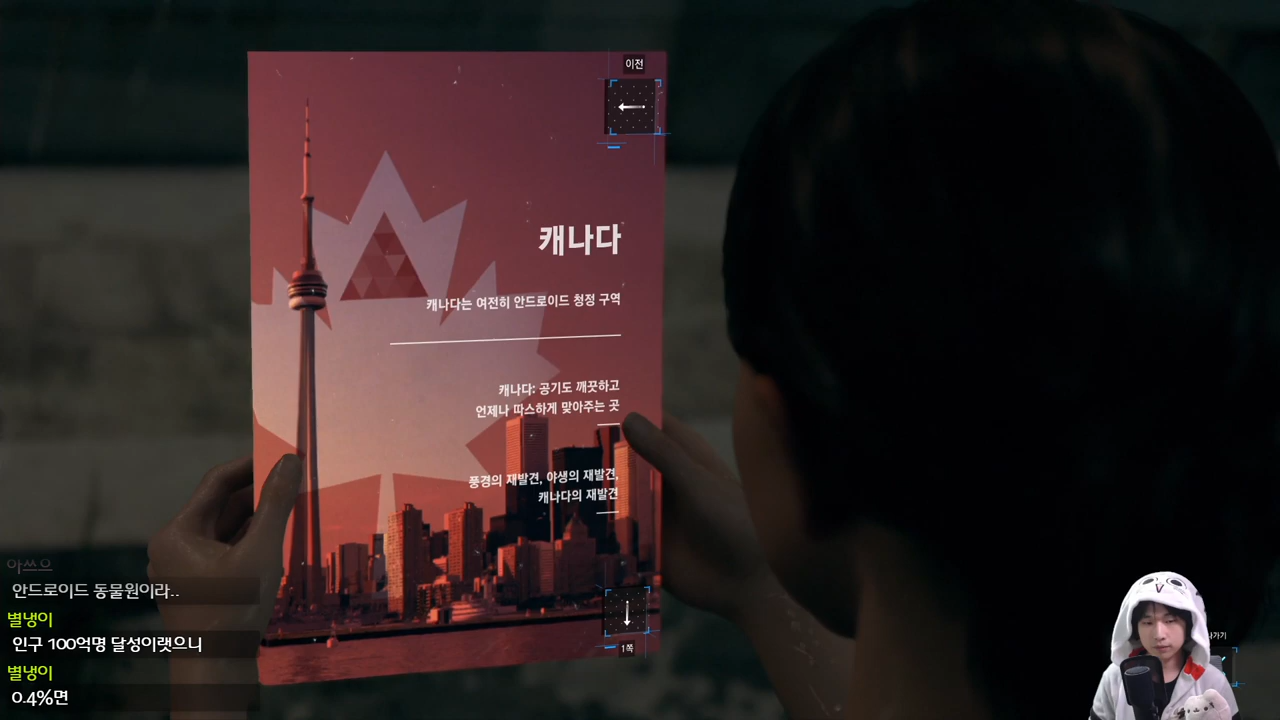 이전
캐나다
캐나다는 여전히 안드로이드 청정 구역
캐나다: 공기도 깨끗하고
언제나 따스하게 맞아주는 곳
풍경의 재발견, 야생의 재발견,
캐나다의 재발견
1쪽
아쓰으
안드로이드 동물원이라..
별냉이
인구 100억명 달성이랫으니
별냉이
0.4%면